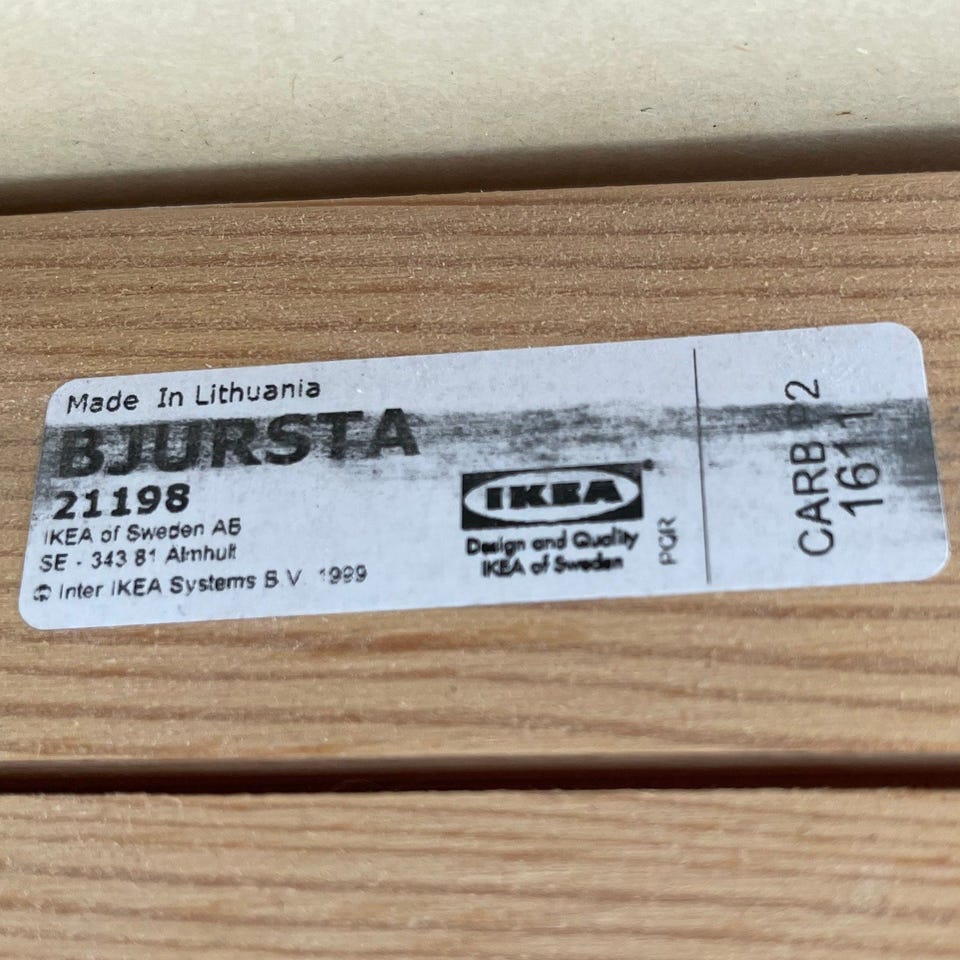 Made In Lithuania
BJURSTA
21198
IKEA of Sweden AB
SE - 343 81 Almhult
© Inter IKEA Systems B.V. 1999
IKEA®
Design and Quality
IKEA of Sweden
PQR
CARB P2
1611